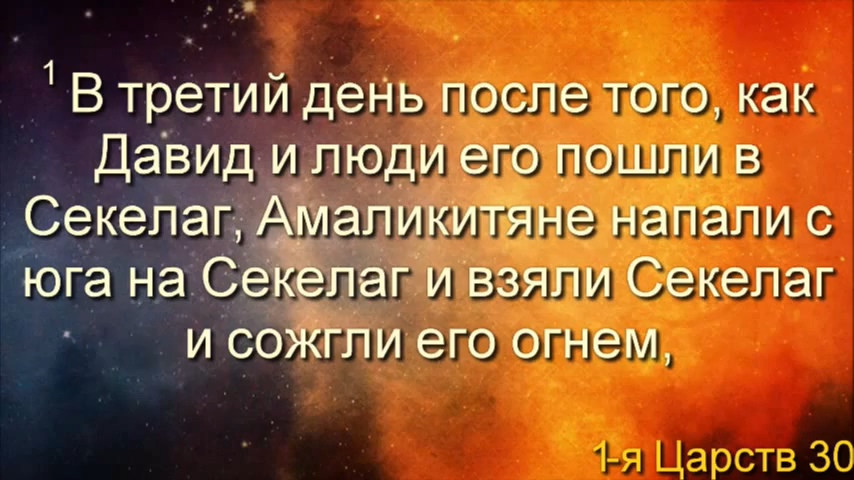 1 В третий день после того, как
Давид и люди его пошли в
Секелаг, Амаликитяне напали с
юга на Секелаг и взяли Секелаг
и сожгли его огнем,
1-я Царств 30